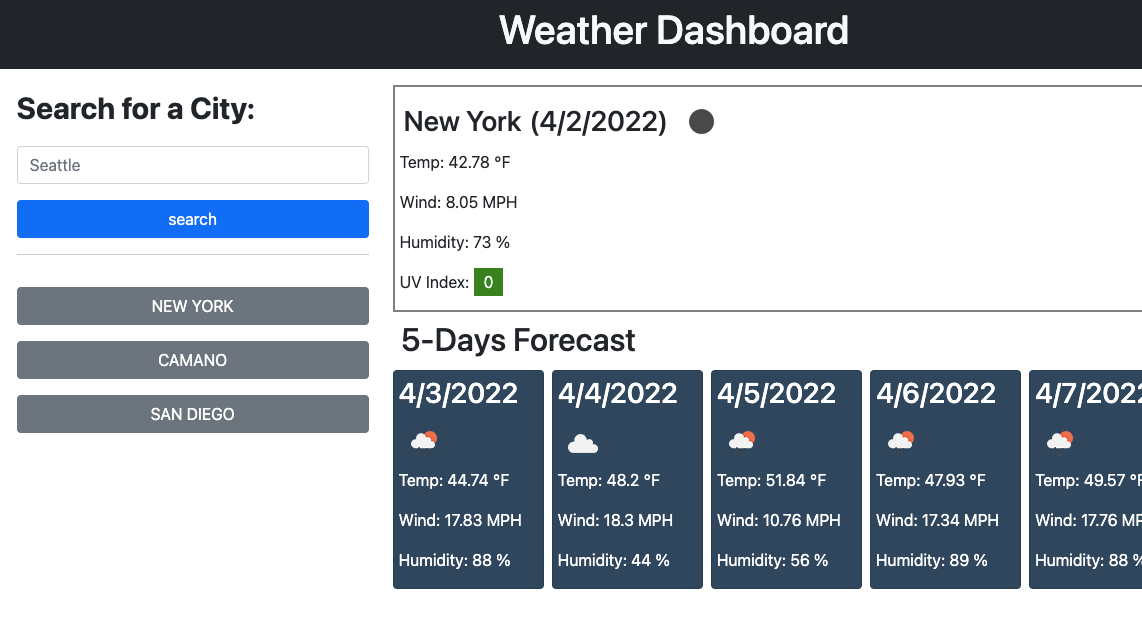 Weather Dashboard
Search for a City:
Seattle
search
NEW YORK
CAMANO
SAN DIEGO
New York (4/2/2022)
Temp: 42.78 °F
Wind: 8.05 MPH
Humidity: 73 %
UV Index: 0
5-Days Forecast
4/3/2022
Temp: 44.74 °F
Wind: 17.83 MPH
Humidity: 88 %
4/4/2022
Temp: 48.2 °F
Wind: 18.3 MPH
Humidity: 44 %
4/5/2022
Temp: 51.84 °F
Wind: 10.76 MPH
Humidity: 56 %
4/6/2022
Temp: 47.93 °F
Wind: 17.34 MPH
Humidity: 89 %
4/7/2022
Temp: 49.57 °F
Wind: 17.76
Humidity: 88 %